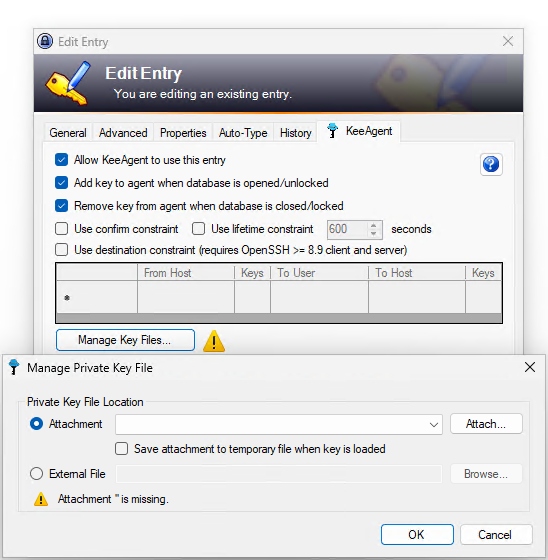 Edit Entry
Edit Entry
You are editing an existing entry.
General Advanced Properties Auto-Type History KeeAgent
Allow KeeAgent to use this entry
?
Add key to agent when database is opened/unlocked
Remove key from agent when database is closed/locked
Use confirm constraint Use lifetime constraint 600 seconds
Use destination constraint (requires OpenSSH >= 8.9 client and server)
From Host Keys To User To Host Keys
*
Manage Key Files...
Manage Private Key File
Private Key File Location
Attachment Attach...
Save attachment to temporary file when key is loaded
External File Browse...
Attachment '' is missing.
OK Cancel